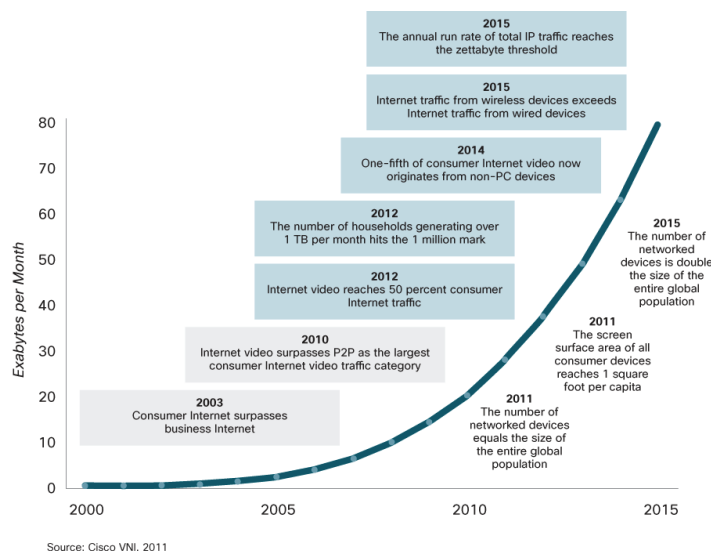 2015
The annual run rate of total IP traffic reaches
the zettabyte threshold
2015
Internet traffic from wireless devices exceeds
Internet traffic from wired devices
2014
One-fifth of consumer Internet video now
originates from non-PC devices
2012
The number of households generating over
1 TB per month hits the 1 million mark
2012
Internet video reaches 50 percent consumer
Internet traffic
2010
Internet video surpasses P2P as the largest
consumer Internet video traffic category
2003
Consumer Internet surpasses
business Internet
2015
The number of
networked
devices is double
the size of the
entire global
population
2011
The screen
surface area of all
consumer devices
reaches 1 square
foot per capita
2011
The number of
networked devices
equals the size of
the entire global
population
Exabytes per Month
80
70
60
50
40
30
20
10
0
2000
2005
2010
2015
Source: Cisco VNI, 2011